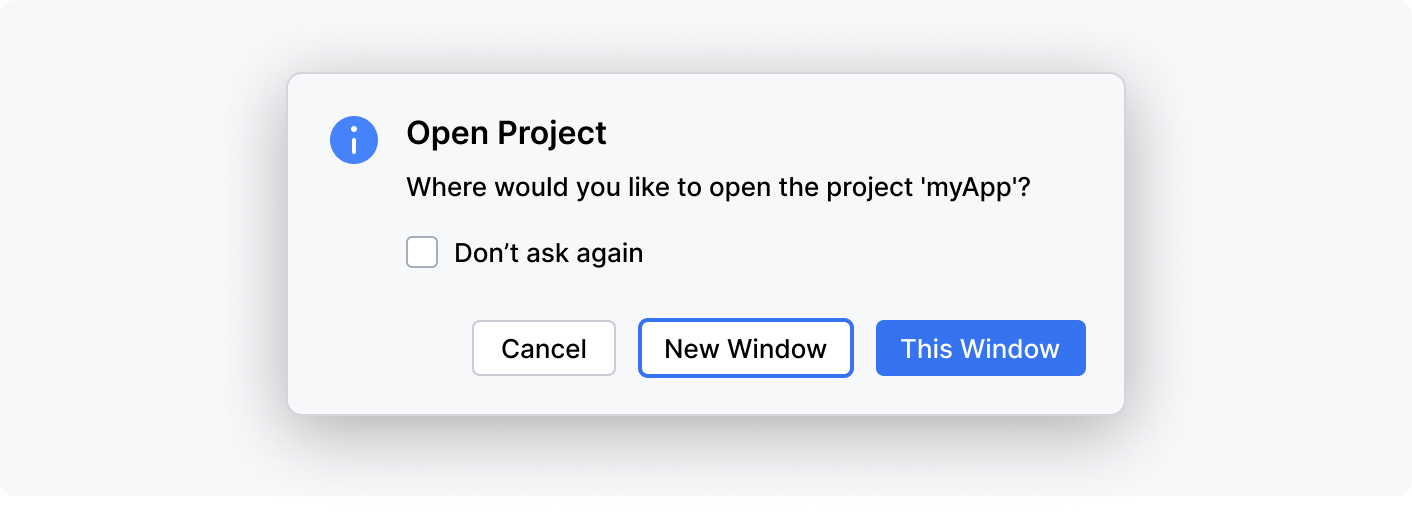 Open Project
Where would you like to open the project 'myApp'?
Don’t ask again
Cancel
New Window
This Window